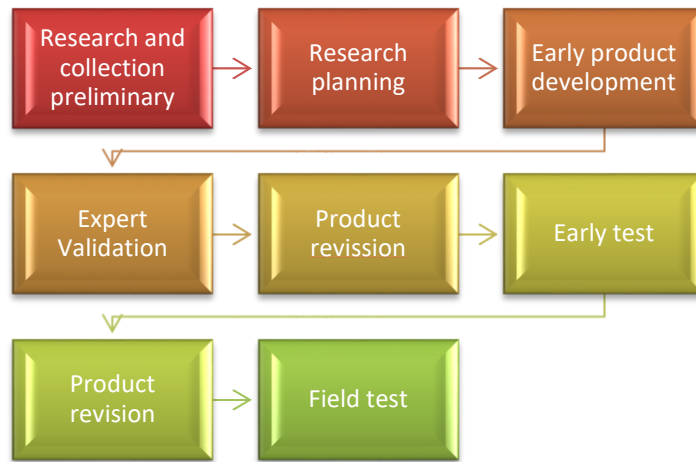 Research and
collection
preliminary
Research
planning
Early product
development
Expert
Validation
Product
revission
Early test
Product
revision
Field test